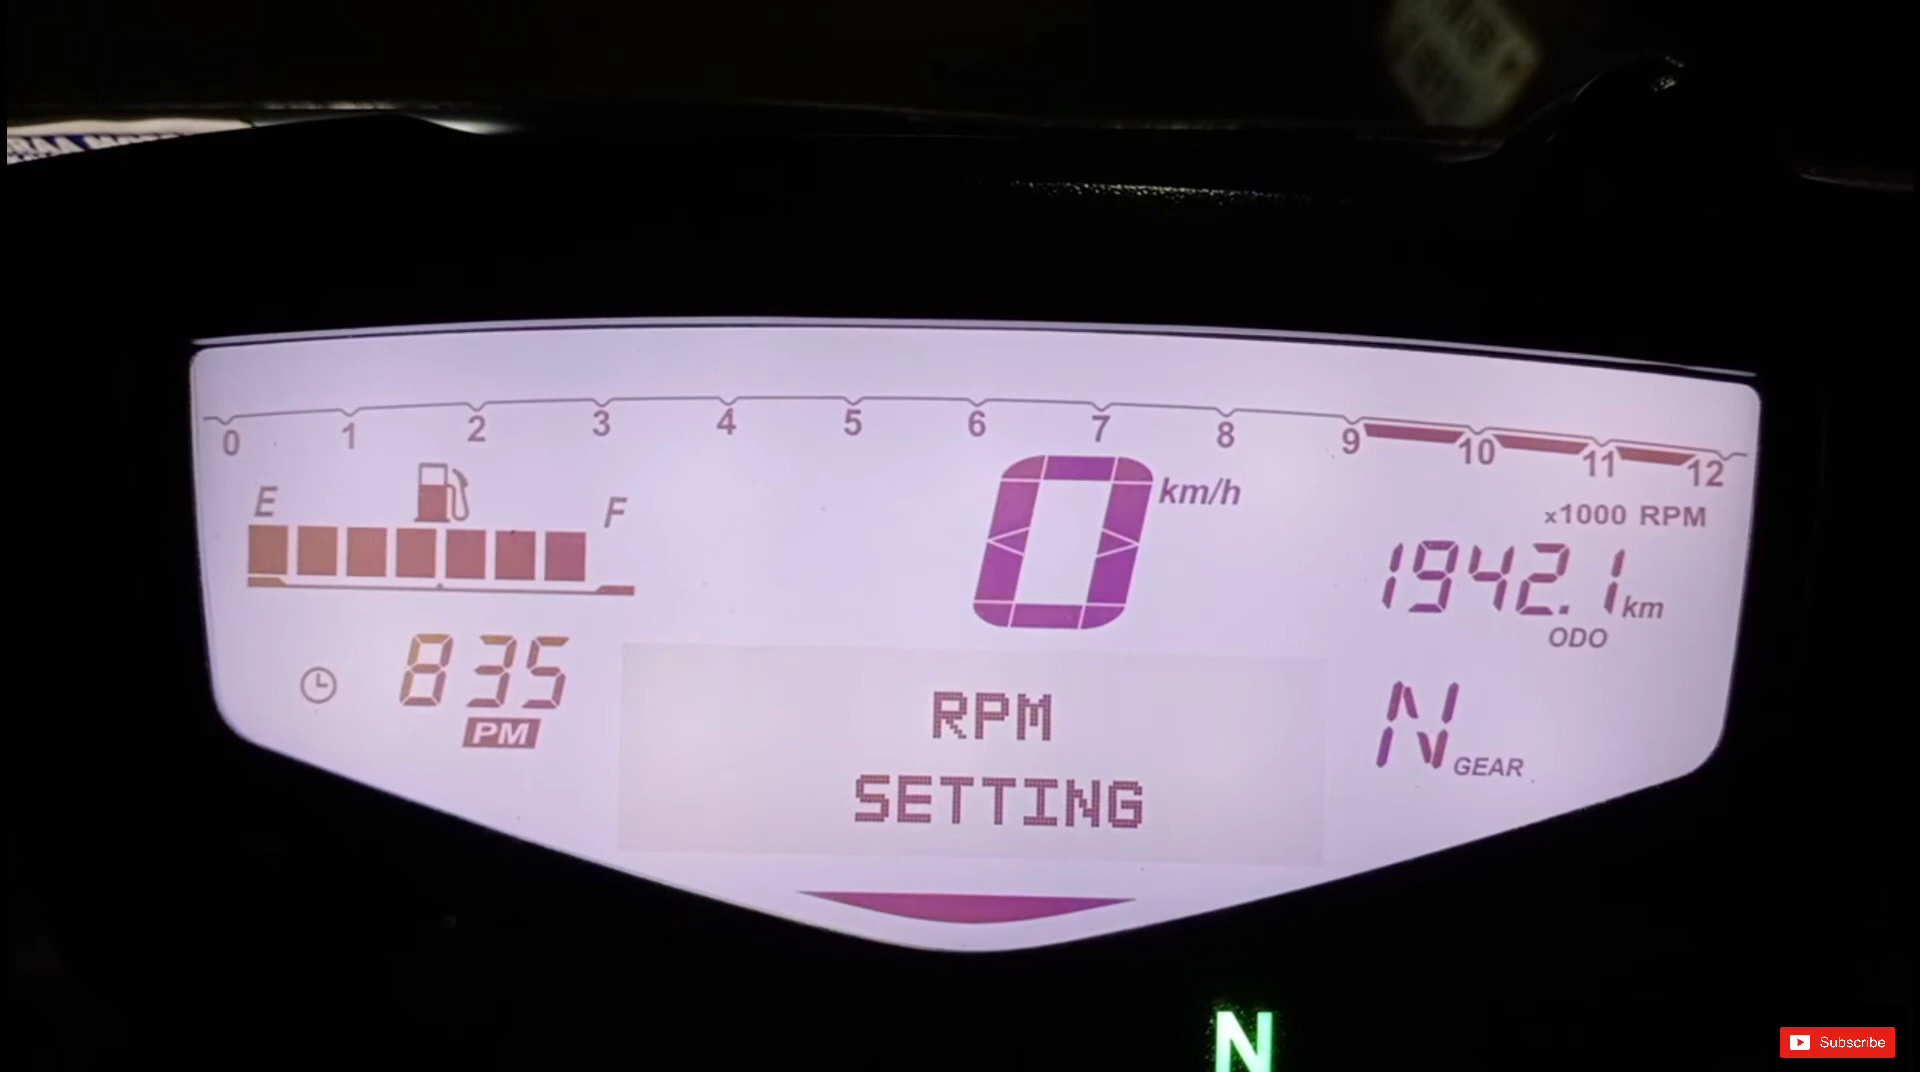 0 1 2 3 4 5 6 7 8 9 10 11 12
x1000 RPM
E F
0 km/h
1942.1 km
ODO
835
PM
RPM
SETTING
N GEAR
N
Subscribe